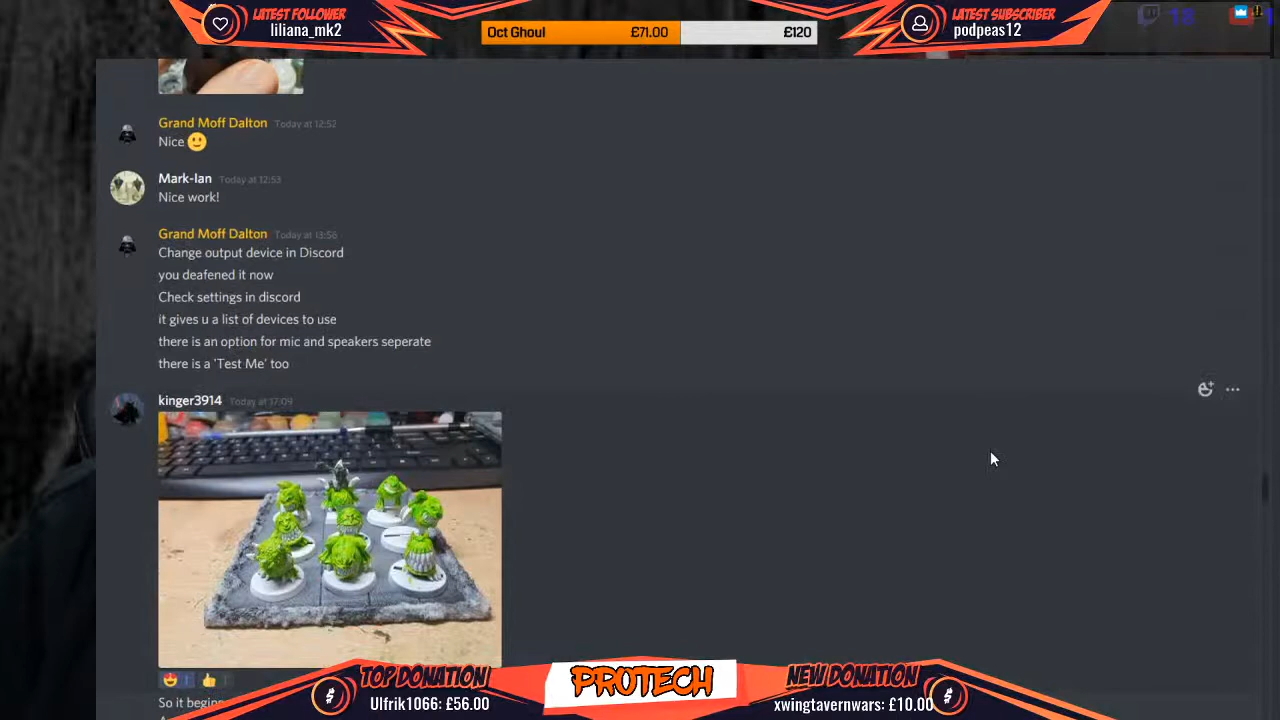 LATEST FOLLOWER
liliana_mk2
Oct Ghoul £71.00 £120
LATEST SUBSCRIBER
podpeas12
Grand Moff Dalton Today at 12:52
Nice
Mark-Ian Today at 12:53
Nice work!
Grand Moff Dalton Today at 13:56
Change output device in Discord
you deafened it now
Check settings in discord
it gives u a list of devices to use
there is an option for mic and speakers seperate
there is a 'Test Me' too
kinger3914 Today at 17:09
1 1
So it begin
TOP DONATION
Ulfrik1066: £56.00
PROTECH
NEW DONATION
xwingtavernwars: £10.00